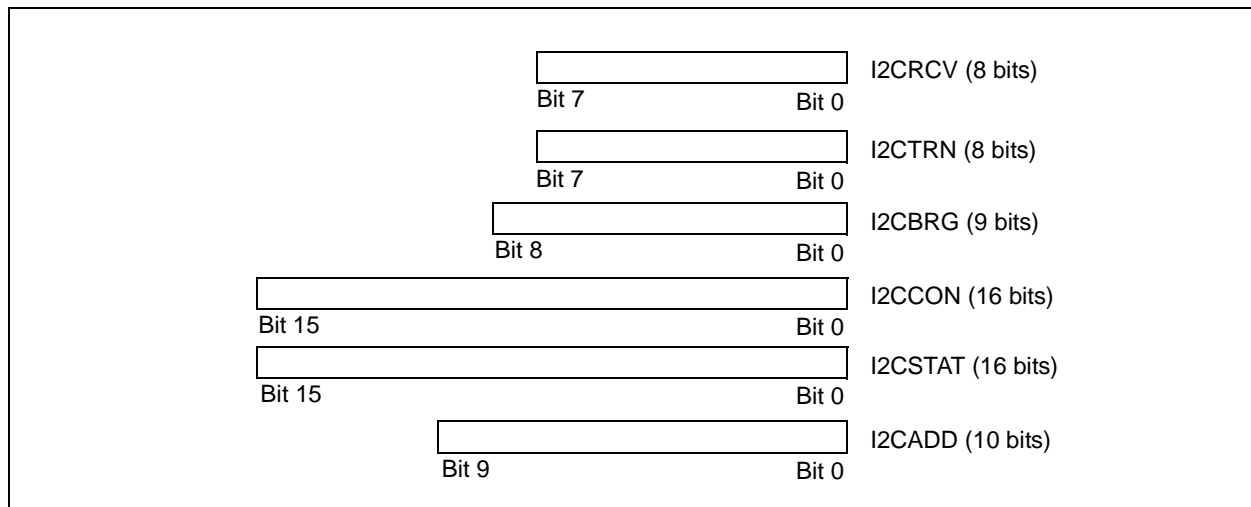 I2CRCV (8 bits)
Bit 7 Bit 0
I2CTRN (8 bits)
Bit 7 Bit 0
I2CBRG (9 bits)
Bit 8 Bit 0
I2CCON (16 bits)
Bit 15 Bit 0
I2CSTAT (16 bits)
Bit 15 Bit 0
I2CADD (10 bits)
Bit 9 Bit 0